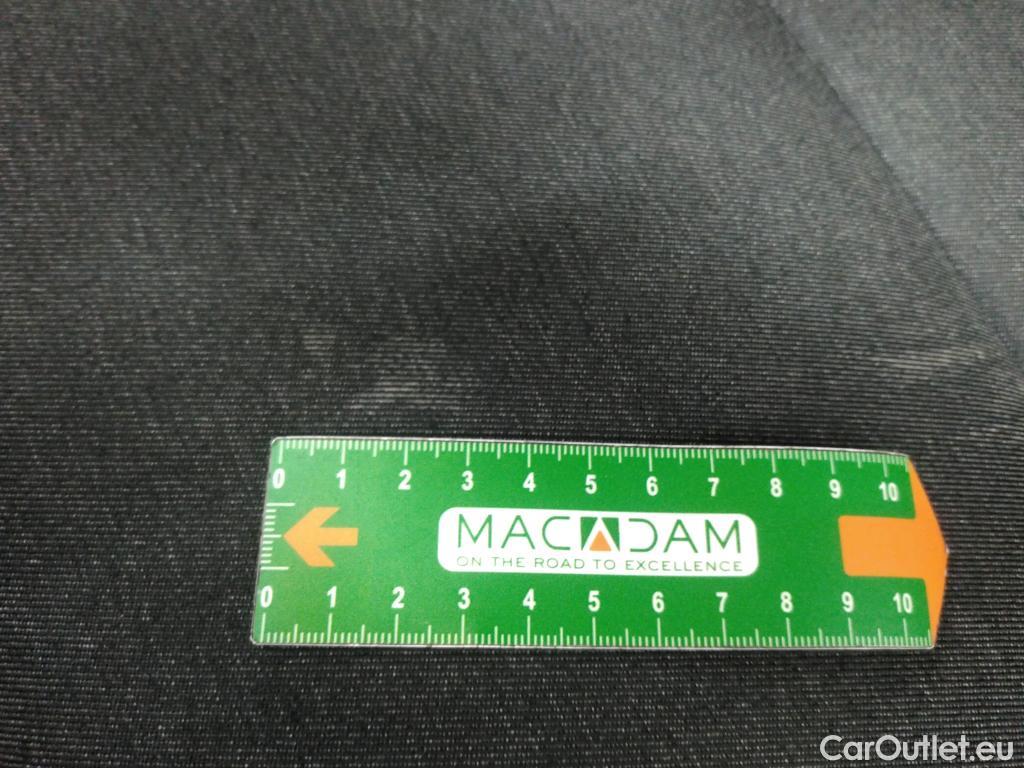 0 1 2 3 4 5 6 7 8 9 10
MACADAM
ON THE ROAD TO EXCELLENCE
0 1 2 3 4 5 6 7 8 9 10
CarOutlet.eu